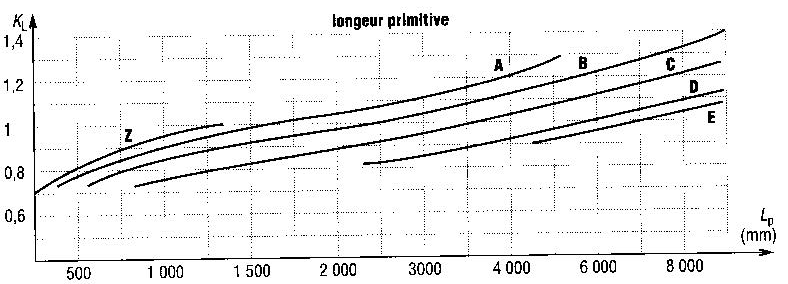 K_L
longeur primitive
1,4
1,2
1
0,8
0,6
Z
A
B
C
D
E
L_p
(mm)
500
1 000
1 500
2 000
3000
4 000
6 000
8 000